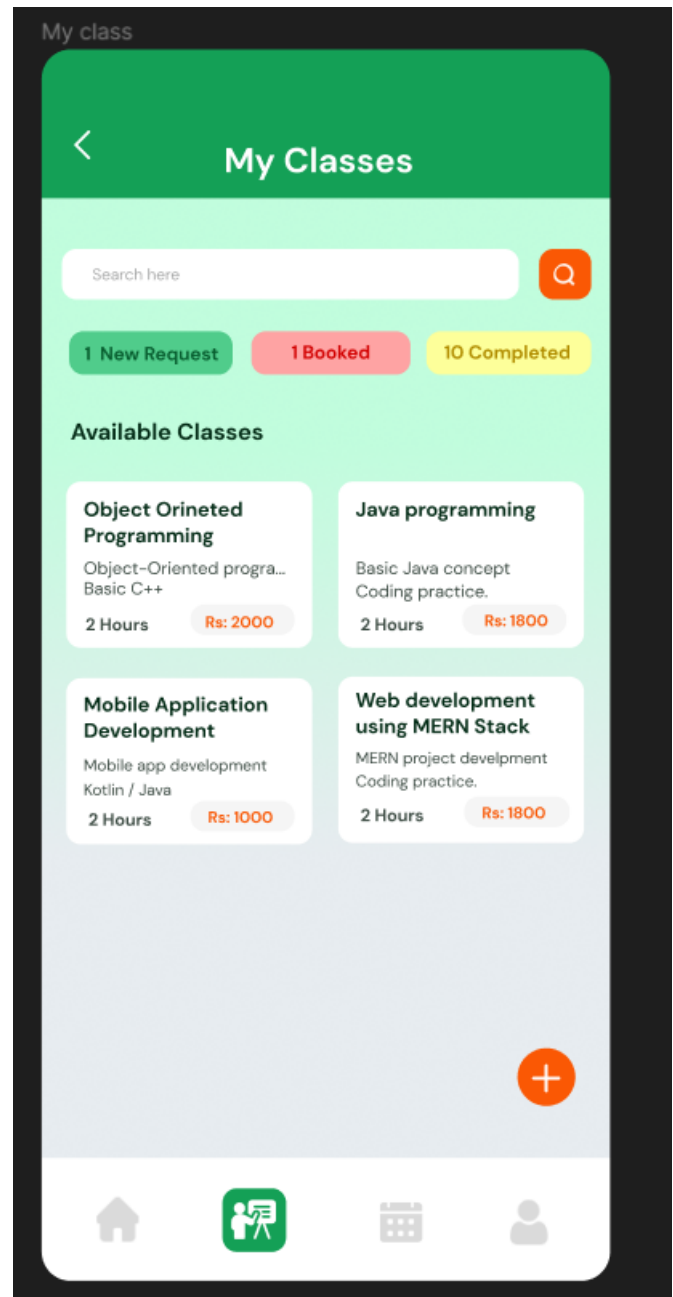 My class
My Classes
Search here
1 New Request
1 Booked
10 Completed
Available Classes
Object Orineted
Programming
Object-Oriented progra...
Basic C++
2 Hours
Rs: 2000
Java programming
Basic Java concept
Coding practice.
2 Hours
Rs: 1800
Mobile Application
Development
Mobile app development
Kotlin / Java
2 Hours
Rs: 1000
Web development
using MERN Stack
MERN project develpment
Coding practice.
2 Hours
Rs: 1800